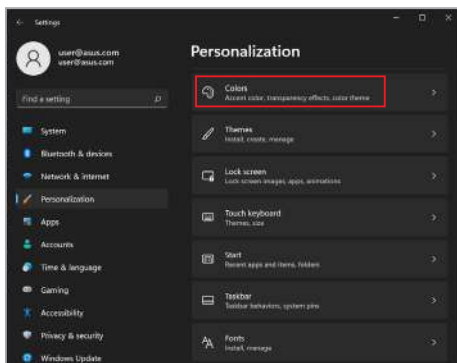 Settings
user@asus.com
user@asus.com
Find a setting
System
Bluetooth & devices
Network & internet
Personalization
Apps
Accounts
Time & language
Gaming
Accessibility
Privacy & security
Windows Update
Personalization
Colors
Accent color, transparency effects, color theme
Themes
Install, create, manage
Lock screen
Lock screen images, apps, animations
Touch keyboard
Themes, size
Start
Recent apps and items, folders
Taskbar
Taskbar behaviors, system pins
Fonts
Install, manage